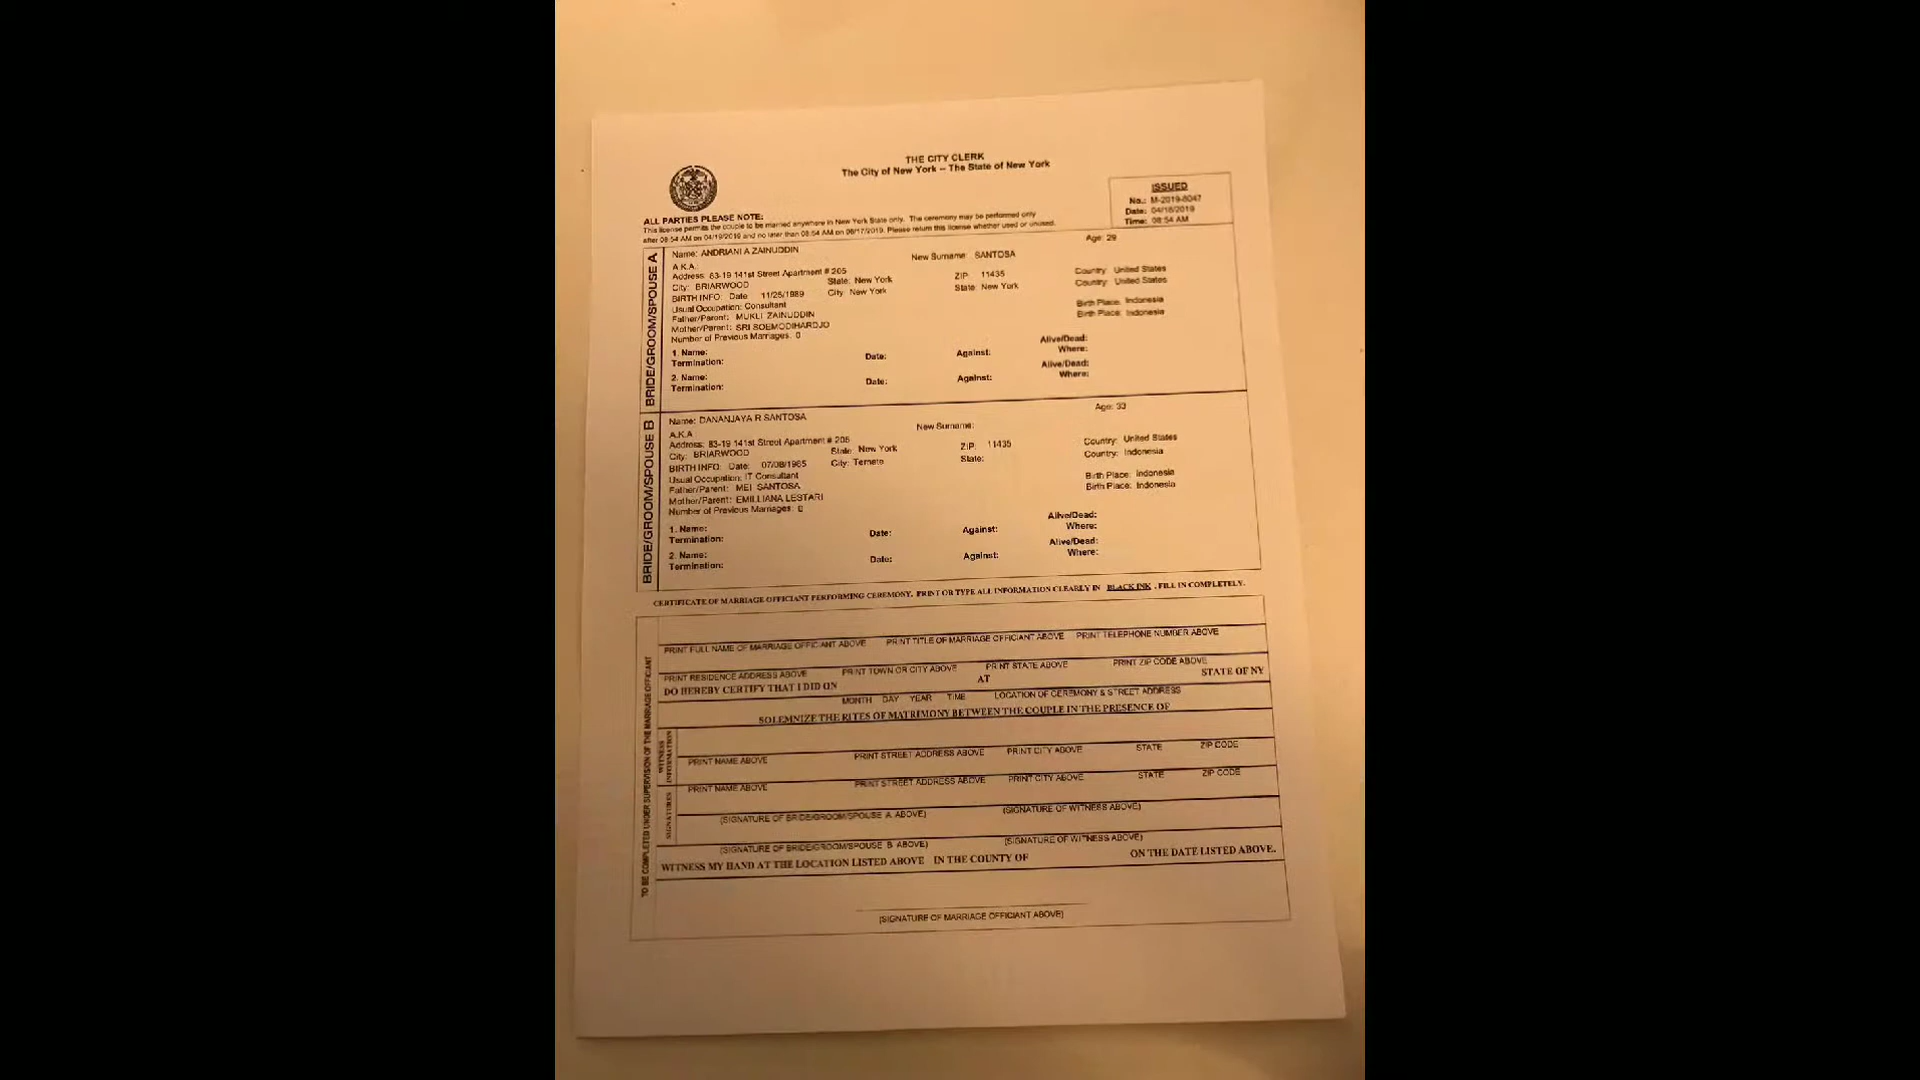 THE CITY CLERK
The City of New York -- The State of New York
ISSUED
No.: M-2019-8047
Date: 04/18/2019
Time: 08:54 AM
ALL PARTIES PLEASE NOTE:
This license permits the couple to be married anywhere in New York State only. The ceremony may be performed only
after 08:54 AM on 04/19/2019 and no later than 08:54 AM on 06/17/2019. Please return this license whether used or unused.
BRIDE/GROOM/SPOUSE A
Name: ANDRIANI A ZAINUDDIN New Surname: SANTOSA Age: 29
A.K.A.:
Address: 83-19 141st Street Apartment # 205
City: BRIARWOOD State: New York ZIP: 11435 Country: United States
BIRTH INFO: Date 11/25/1989 City: New York State: New York Country: United States
Usual Occupation: Consultant
Father/Parent: MUKLI ZAINUDDIN Birth Place: Indonesia
Mother/Parent: SRI SOEMODIHARDJO Birth Place: Indonesia
Number of Previous Marriages: 0
1. Name: Alive/Dead:
Termination: Date: Against: Where:
2. Name: Alive/Dead:
Termination: Date: Against: Where:
BRIDE/GROOM/SPOUSE B
Name: DANANJAYA R SANTOSA New Surname: Age: 33
A.K.A
Address: 83-19 141st Street Apartment # 205
City: BRIARWOOD State: New York ZIP: 11435 Country: United States
BIRTH INFO: Date: 07/08/1985 City: Ternate State: Country: Indonesia
Usual Occupation: IT Consultant
Father/Parent: MEI SANTOSA Birth Place: Indonesia
Mother/Parent: EMILLIANA LESTARI Birth Place: Indonesia
Number of Previous Marriages: 0
1. Name: Alive/Dead:
Termination: Date: Against: Where:
2. Name: Alive/Dead:
Termination: Date: Against: Where:
CERTIFICATE OF MARRIAGE OFFICIANT PERFORMING CEREMONY. PRINT OR TYPE ALL INFORMATION CLEARLY IN BLACK INK . FILL IN COMPLETELY.
TO BE COMPLETED UNDER SUPERVISION OF THE MARRIAGE OFFICIANT
PRINT FULL NAME OF MARRIAGE OFFICIANT ABOVE PRINT TITLE OF MARRIAGE OFFICIANT ABOVE PRINT TELEPHONE NUMBER ABOVE
PRINT RESIDENCE ADDRESS ABOVE PRINT TOWN OR CITY ABOVE PRINT STATE ABOVE PRINT ZIP CODE ABOVE
DO HEREBY CERTIFY THAT I DID ON AT STATE OF NY
MONTH DAY YEAR TIME LOCATION OF CEREMONY & STREET ADDRESS
SOLEMNIZE THE RITES OF MATRIMONY BETWEEN THE COUPLE IN THE PRESENCE OF
WITNESS INFORMATION
PRINT NAME ABOVE PRINT STREET ADDRESS ABOVE PRINT CITY ABOVE STATE ZIP CODE
PRINT NAME ABOVE PRINT STREET ADDRESS ABOVE PRINT CITY ABOVE STATE ZIP CODE
SIGNATURES
(SIGNATURE OF BRIDE/GROOM/SPOUSE A ABOVE) (SIGNATURE OF WITNESS ABOVE)
(SIGNATURE OF BRIDE/GROOM/SPOUSE B ABOVE) (SIGNATURE OF WITNESS ABOVE)
WITNESS MY HAND AT THE LOCATION LISTED ABOVE IN THE COUNTY OF ON THE DATE LISTED ABOVE.
(SIGNATURE OF MARRIAGE OFFICIANT ABOVE)